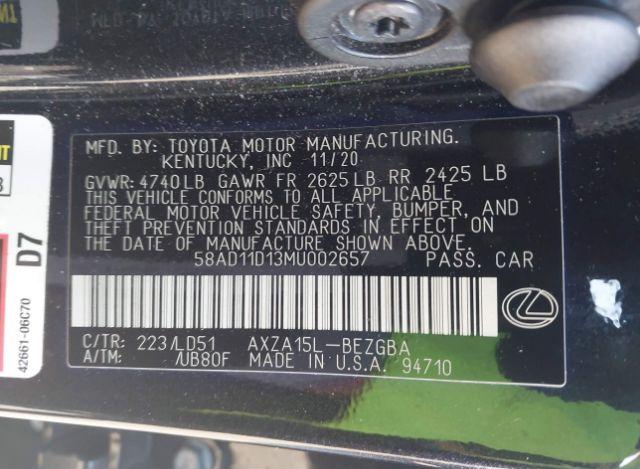 MFD. BY: TOYOTA MOTOR MANUFACTURING.
KENTUCKY, INC 11/20
GVWR: 4740LB GAWR FR 2625LB RR 2425 LB
THIS VEHICLE CONFORMS TO ALL APPLICABLE
FEDERAL MOTOR VEHICLE SAFETY, BUMPER, AND
THEFT PREVENTION STANDARDS IN EFFECT ON
THE DATE OF MANUFACTURE SHOWN ABOVE.
58AD11D13MU002657 PASS. CAR
C/TR: 223/LD51 AXZA15L-BEZGBA
A/TM: /UB80F MADE IN U.S.A. 94710
D7
42661-06C70